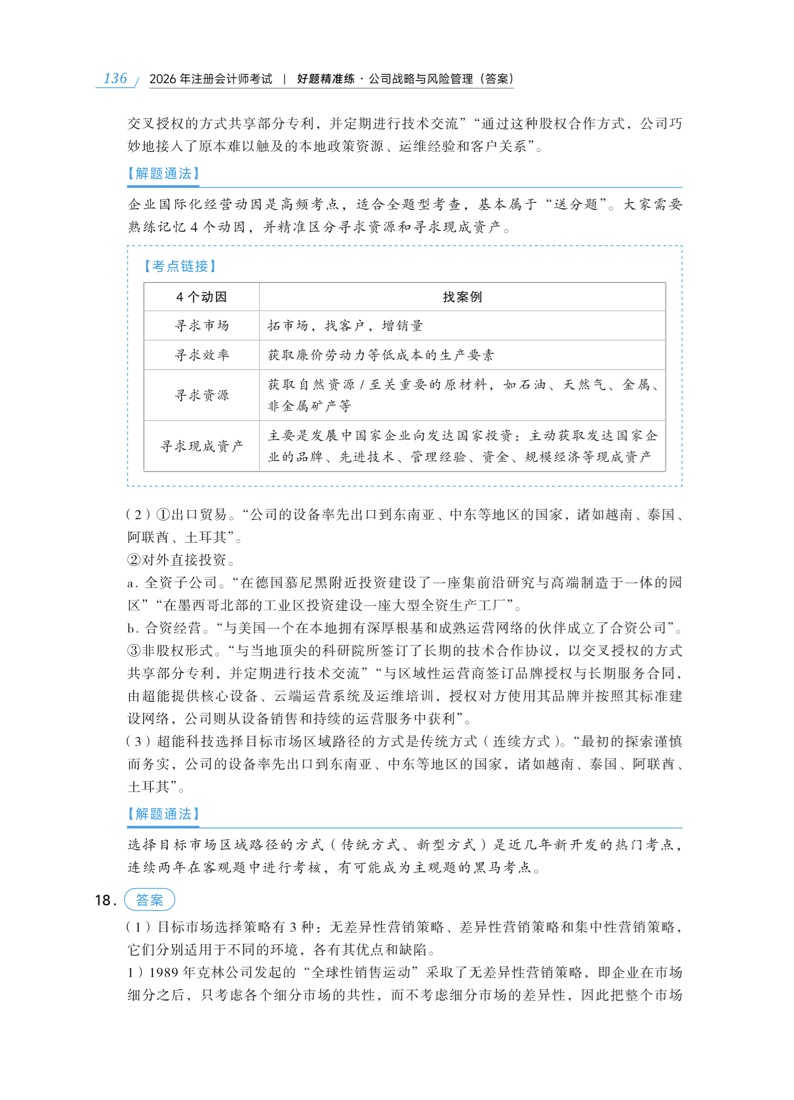 136 2026 年注册会计师考试 | 好题精准练·公司战略与风险管理（答案）
交叉授权的方式共享部分专利，并定期进行技术交流”“通过这种股权合作方式，公司巧
妙地接入了原本难以触及的本地政策资源、运维经验和客户关系”。
【解题通法】
企业国际化经营动因是高频考点，适合全题型考查，基本属于“送分题”。大家需要
熟练记忆 4 个动因，并精准区分寻求资源和寻求现成资产。
【考点链接】
4 个动因 找案例
寻求市场 拓市场，找客户，增销量
寻求效率 获取廉价劳动力等低成本的生产要素
寻求资源 获取自然资源 / 至关重要的原材料，如石油、天然气、金属、
非金属矿产等
寻求现成资产 主要是发展中国家企业向发达国家投资；主动获取发达国家企
业的品牌、先进技术、管理经验、资金、规模经济等现成资产
（2）①出口贸易。“公司的设备率先出口到东南亚、中东等地区的国家，诸如越南、泰国、
阿联酋、土耳其”。
②对外直接投资。
a. 全资子公司。“在德国慕尼黑附近投资建设了一座集前沿研究与高端制造于一体的园
区”“在墨西哥北部的工业区投资建设一座大型全资生产工厂”。
b. 合资经营。“与美国一个在本地拥有深厚根基和成熟运营网络的伙伴成立了合资公司”。
③非股权形式。“与当地顶尖的科研院所签订了长期的技术合作协议，以交叉授权的方式
共享部分专利，并定期进行技术交流”“与区域性运营商签订品牌授权与长期服务合同，
由超能提供核心设备、云端运营系统及运维培训，授权对方使用其品牌并按照其标准建
设网络，公司则从设备销售和持续的运营服务中获利”。
（3）超能科技选择目标市场区域路径的方式是传统方式（连续方式）。“最初的探索谨慎
而务实，公司的设备率先出口到东南亚、中东等地区的国家，诸如越南、泰国、阿联酋、
土耳其”。
【解题通法】
选择目标市场区域路径的方式（传统方式、新型方式）是近几年新开发的热门考点，
连续两年在客观题中进行考核，有可能成为主观题的黑马考点。
18. 答案
（1）目标市场选择策略有 3 种：无差异性营销策略、差异性营销策略和集中性营销策略，
它们分别适用于不同的环境，各有其优点和缺陷。
1）1989 年克林公司发起的“全球性销售运动”采取了无差异性营销策略，即企业在市场
细分之后，只考虑各个细分市场的共性，而不考虑细分市场的差异性，因此把整个市场